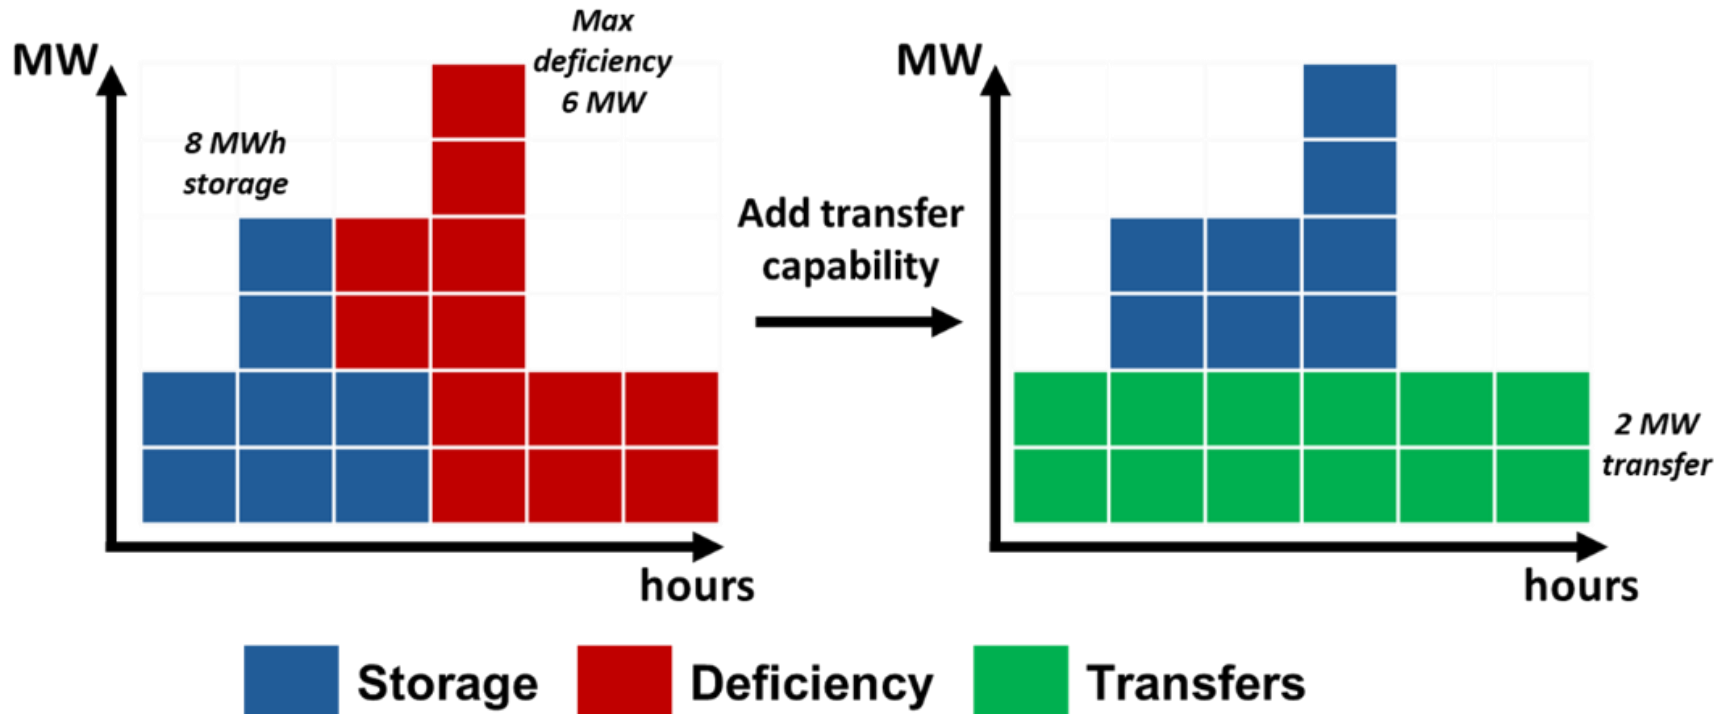 MW
8 MWh
storage
Max
deficiency
6 MW
hours
Add transfer
capability
MW
2 MW
transfer
hours
Storage
Deficiency
Transfers